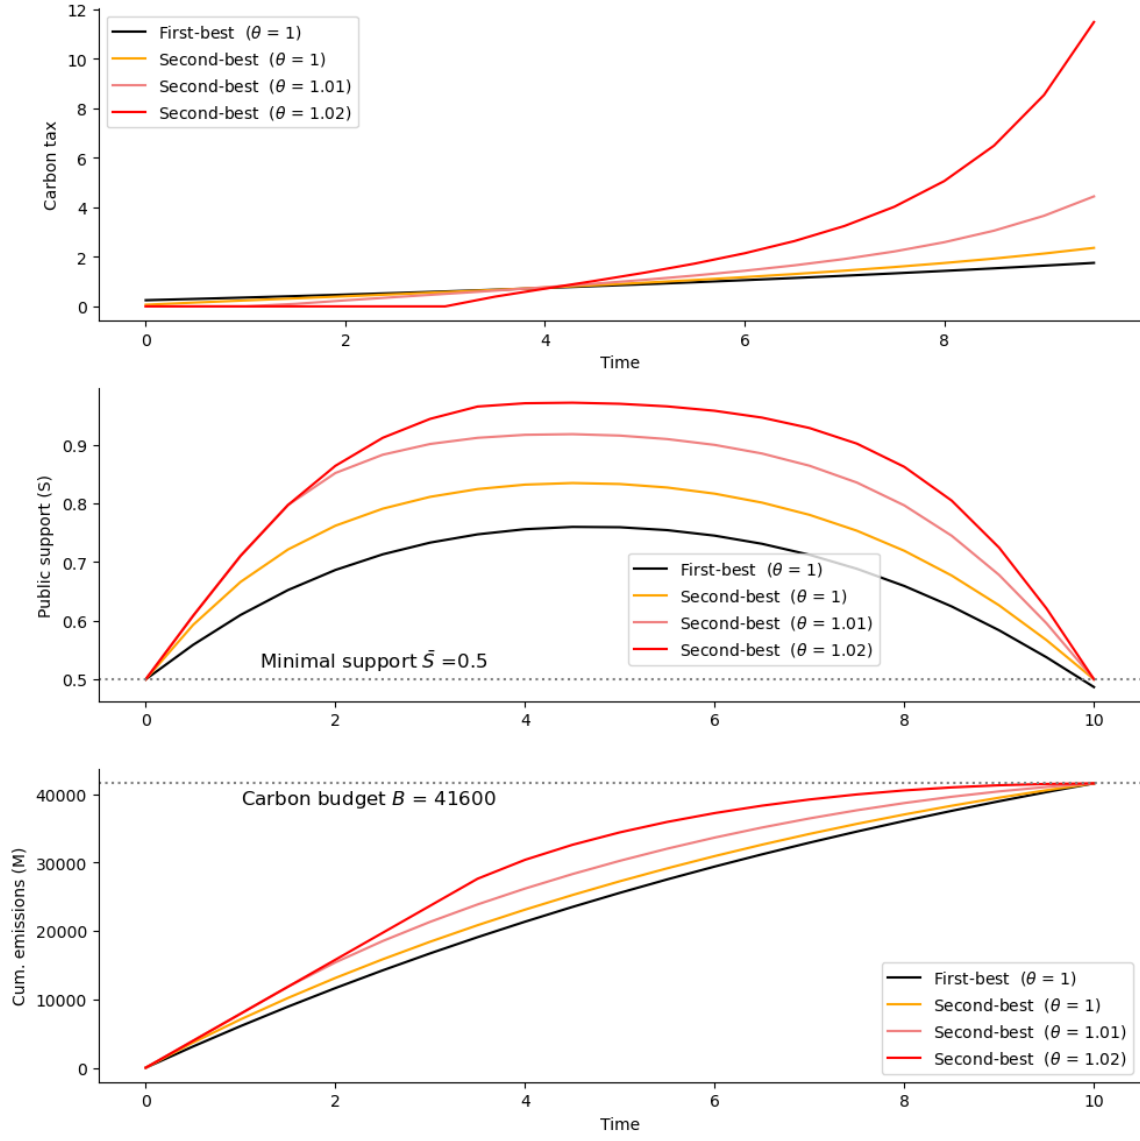 12
10
8
6
4
2
0
Carbon tax
First-best (θ = 1)
Second-best (θ = 1)
Second-best (θ = 1.01)
Second-best (θ = 1.02)
0 2 4 6 8
Time
0.9
0.8
0.7
0.6
0.5
Public support (S)
First-best (θ = 1)
Second-best (θ = 1)
Second-best (θ = 1.01)
Second-best (θ = 1.02)
Minimal support S̄ =0.5
0 2 4 6 8 10
40000
30000
20000
10000
0
Cum. emissions (M)
Carbon budget B = 41600
First-best (θ = 1)
Second-best (θ = 1)
Second-best (θ = 1.01)
Second-best (θ = 1.02)
0 2 4 6 8 10
Time